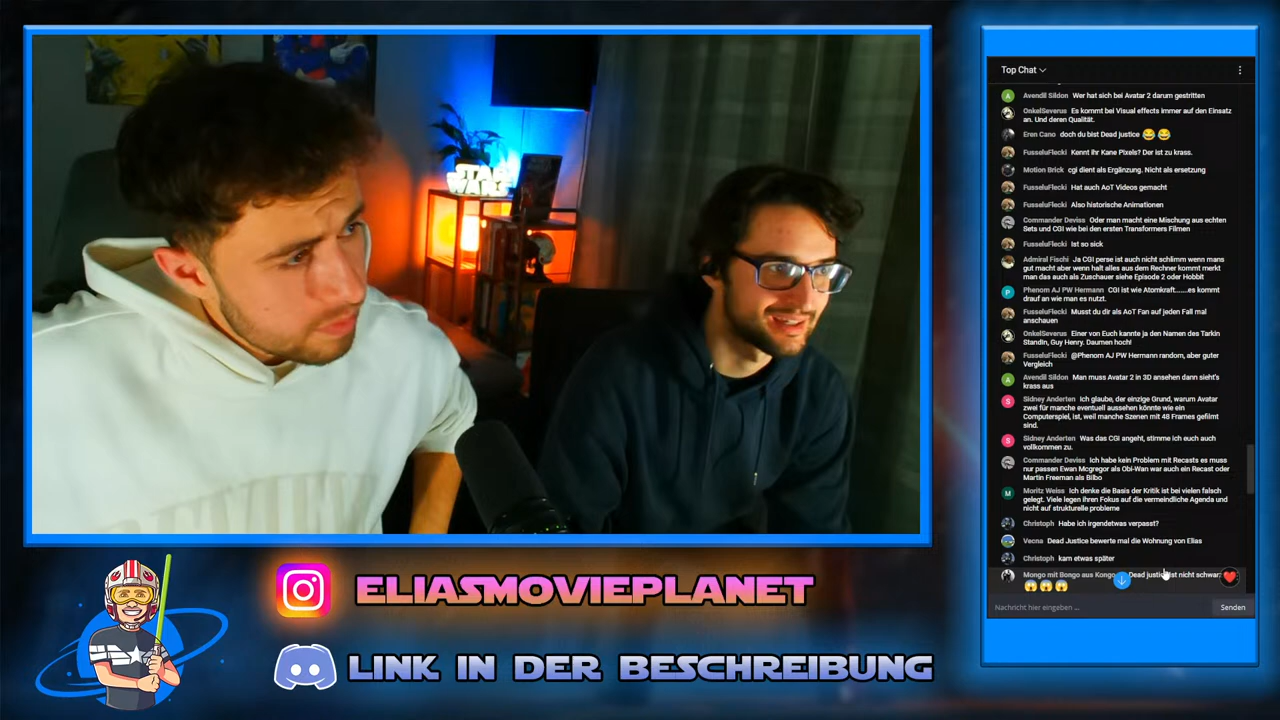 STAR
WARS
ELIASMOVIEPLANET
LINK IN DER BESCHREIBUNG
Top Chat
A Avendil Sildon Wer hat sich bei Avatar 2 darum gestritten
OnkelSeverus Es kommt bei Visual effects immer auf den Einsatz
an. Und deren Qualität.
Eren Cano doch du bist Dead justice 😂 😂
FusseluFlecki Kennt ihr Kane Pixels? Der ist zu krass.
Motion Brick cgi dient als Ergänzung. Nicht als ersetzung
FusseluFlecki Hat auch AoT Videos gemacht
FusseluFlecki Also historische Animationen
Commander Deviss Oder man macht eine Mischung aus echten
Sets und CGI wie bei den ersten Transformers Filmen
FusseluFlecki Ist so sick
Admiral Fischi Ja CGI perse ist auch nicht schlimm wenn mans
gut macht aber wenn halt alles aus dem Rechner kommt merkt
man das auch als Zuschauer siehe Episode 2 oder Hobbit
P Phenom AJ PW Hermann CGI ist wie Atomkraft.......es kommt
drauf an wie man es nutzt.
FusseluFlecki Musst du dir als AoT Fan auf jeden Fall mal
anschauen
OnkelSeverus Einer von Euch kannte ja den Namen des Tarkin
StandIn, Guy Henry. Daumen hoch!
FusseluFlecki @Phenom AJ PW Hermann random, aber guter
Vergleich
A Avendil Sildon Man muss Avatar 2 in 3D ansehen dann sieht's
krass aus
S Sidney Anderten Ich glaube, der einzige Grund, warum Avatar
zwei für manche eventuell aussehen könnte wie ein
Computerspiel, ist, weil manche Szenen mit 48 Frames gefilmt
sind.
S Sidney Anderten Was das CGI angeht, stimme ich euch auch
vollkommen zu.
Commander Deviss Ich habe kein Problem mit Recasts es muss
nur passen Ewan Mcgregor als Obi-Wan war auch ein Recast oder
Martin Freeman als Bilbo
M Moritz Weiss Ich denke die Basis der Kritik ist bei vielen falsch
gelegt. Viele legen ihren Fokus auf die vermeindliche Agenda und
nicht auf strukturelle probleme
Christoph Habe ich irgendetwas verpasst?
Vecna Dead Justice bewerte mal die Wohnung von Elias
Christoph kam etwas später
Mongo mit Bongo aus Kongo Dead justice ist nicht schwarz
😱😱😱
Nachricht hier eingeben ...
Senden